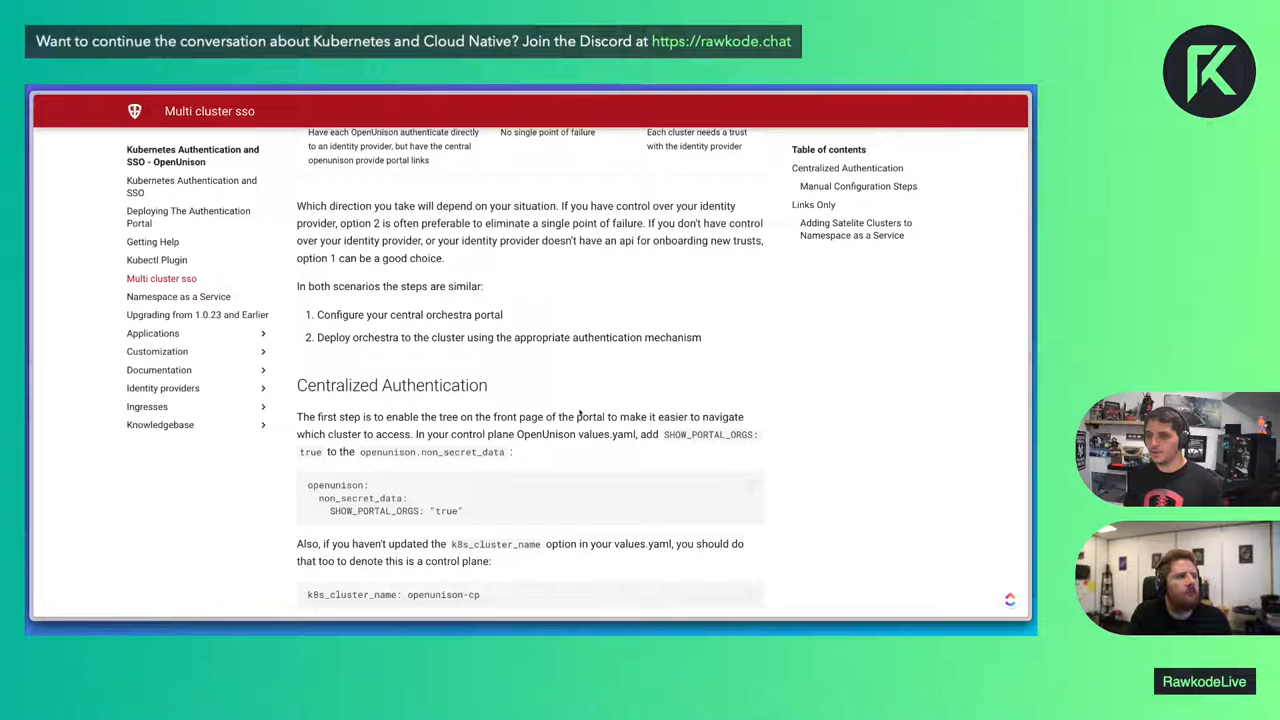 Want to continue the conversation about Kubernetes and Cloud Native? Join the Discord at https://rawkode.chat
Multi cluster sso
Kubernetes Authentication and
SSO - OpenUnison
Kubernetes Authentication and
SSO
Deploying The Authentication
Portal
Getting Help
Kubectl Plugin
Multi cluster sso
Namespace as a Service
Upgrading from 1.0.23 and Earlier
Applications
Customization
Documentation
Identity providers
Ingresses
Knowledgebase
Have each OpenUnison authenticate directly
to an identity provider, but have the central
openunison provide portal links
No single point of failure
Each cluster needs a trust
with the identity provider
Which direction you take will depend on your situation. If you have control over your identity
provider, option 2 is often preferable to eliminate a single point of failure. If you don't have control
over your identity provider, or your identity provider doesn't have an api for onboarding new trusts,
option 1 can be a good choice.
In both scenarios the steps are similar:
1. Configure your central orchestra portal
2. Deploy orchestra to the cluster using the appropriate authentication mechanism
Centralized Authentication
The first step is to enable the tree on the front page of the portal to make it easier to navigate
which cluster to access. In your control plane OpenUnison values.yaml, add SHOW_PORTAL_ORGS:
true to the openunison.non_secret_data :
openunison:
non_secret_data:
SHOW_PORTAL_ORGS: "true"
Also, if you haven't updated the k8s_cluster_name option in your values.yaml, you should do
that too to denote this is a control plane:
k8s_cluster_name: openunison-cp
Table of contents
Centralized Authentication
Manual Configuration Steps
Links Only
Adding Satelite Clusters to
Namespace as a Service
RawkodeLive